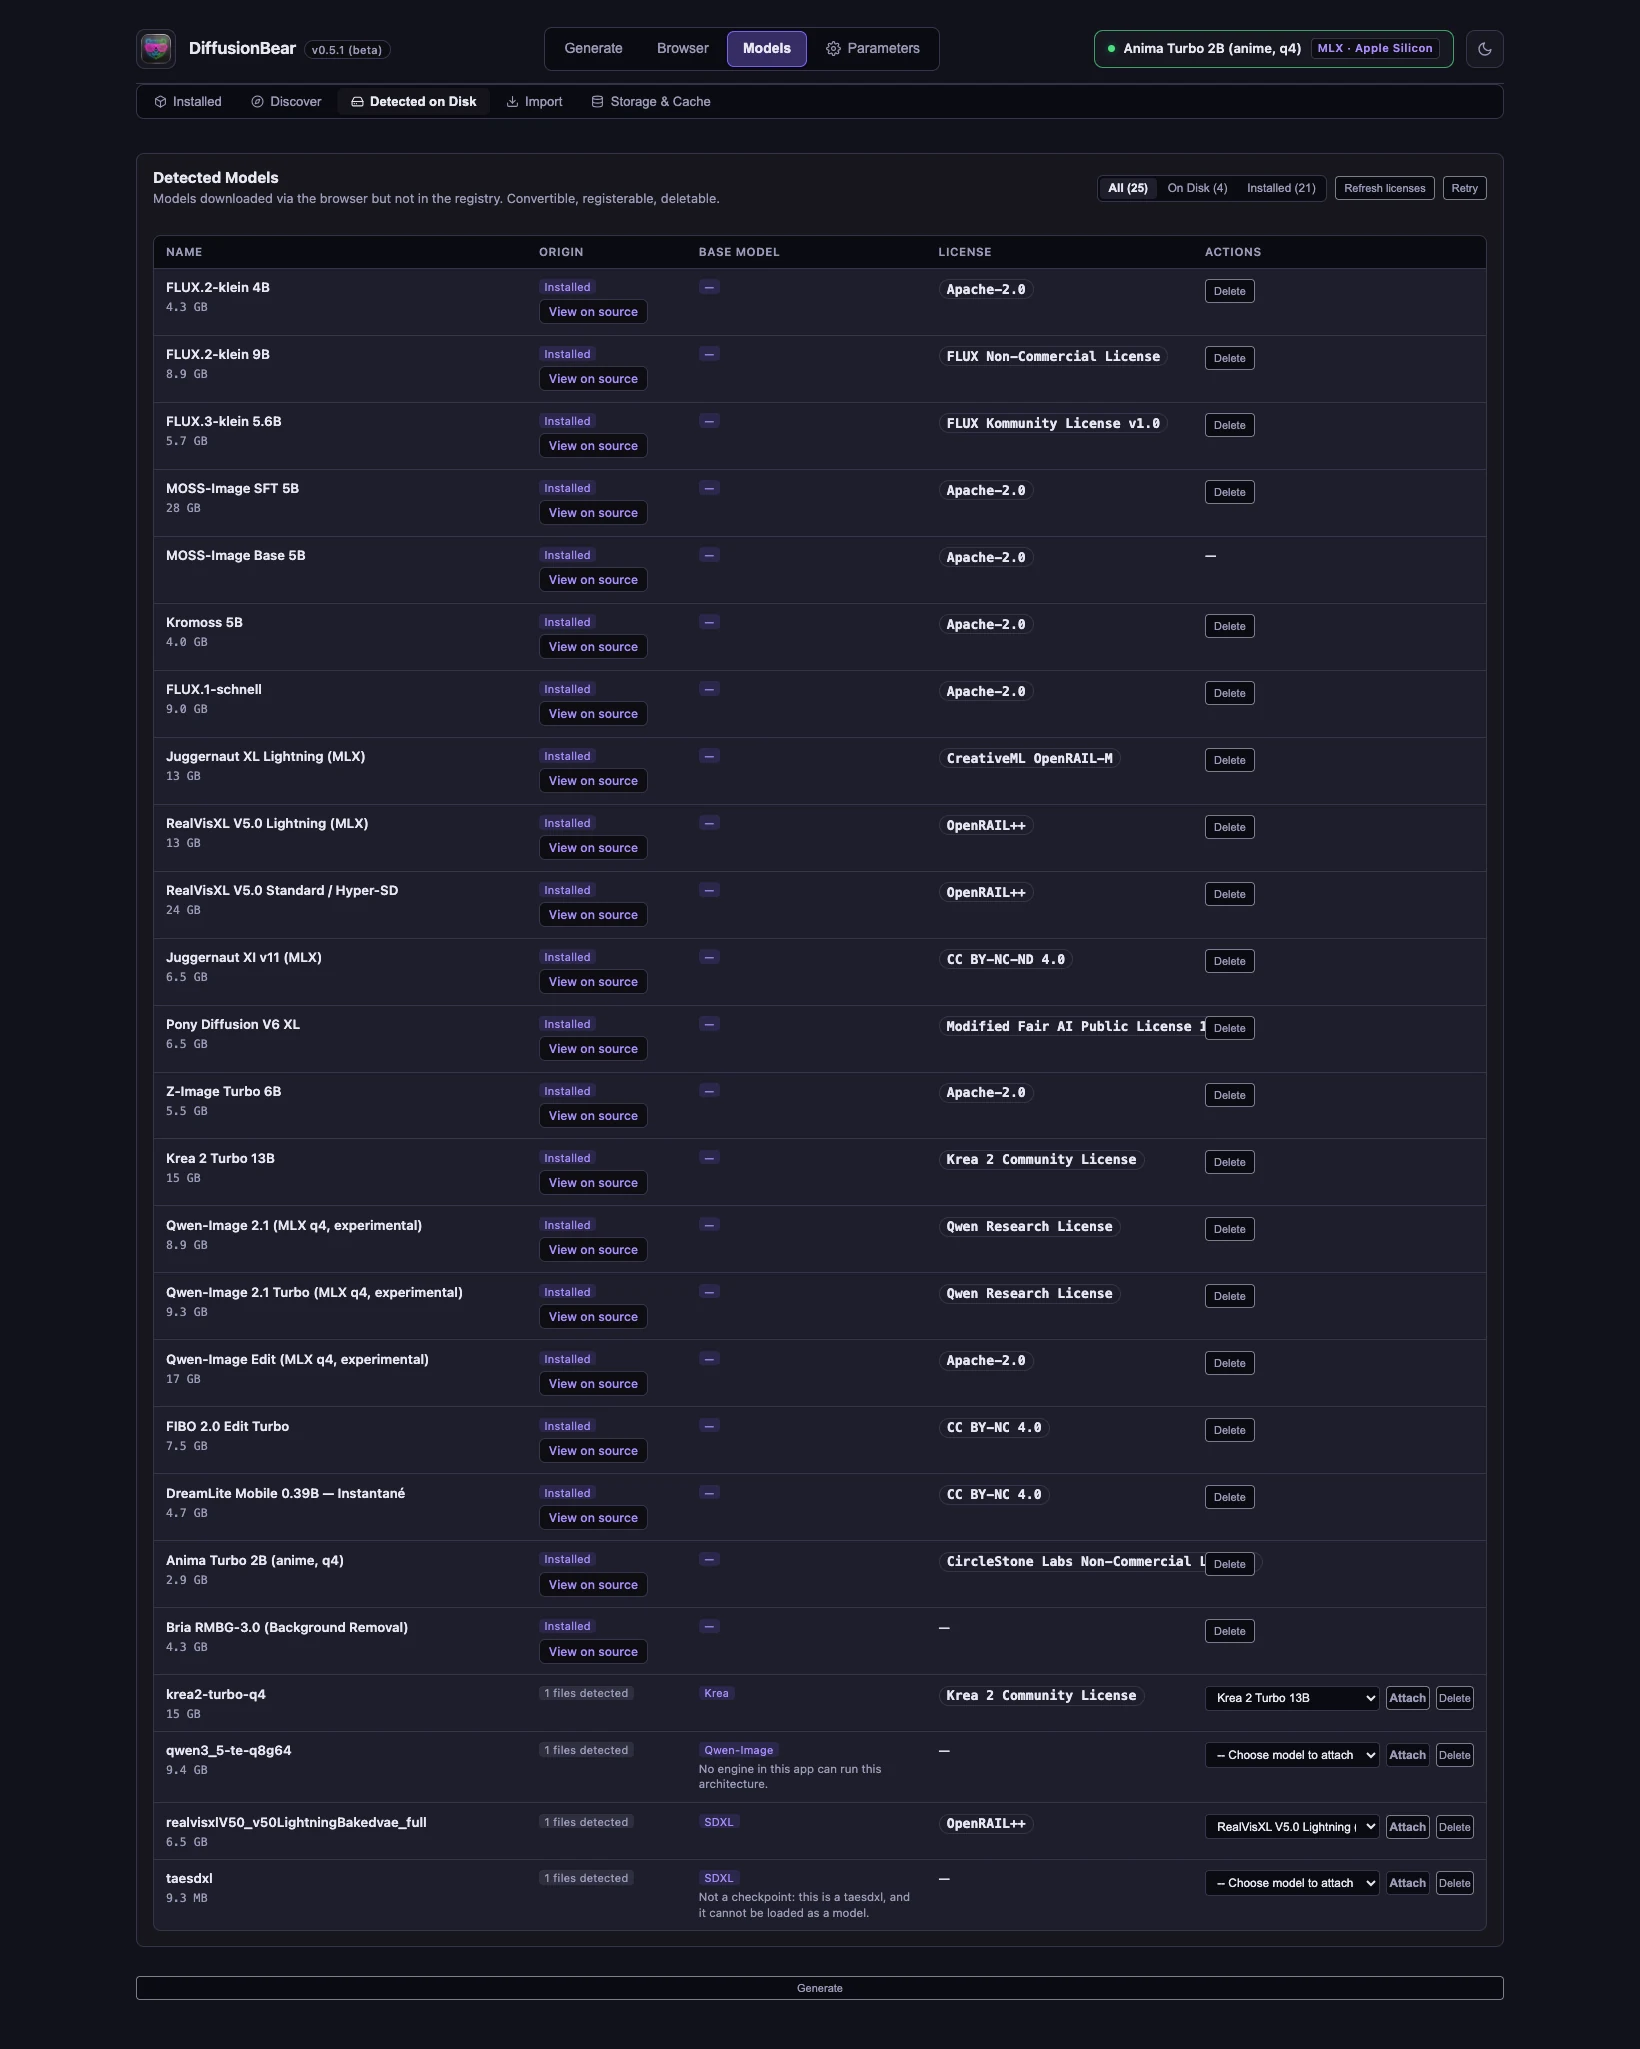 DiffusionBear v0.5.1 (beta)
Generate Browser Models Parameters
Anima Turbo 2B (anime, q4) MLX · Apple Silicon
Installed Discover Detected on Disk Import Storage & Cache
Detected Models
Models downloaded via the browser but not in the registry. Convertible, registerable, deletable.
All (25) On Disk (4) Installed (21) Refresh licenses Retry
NAME ORIGIN BASE MODEL LICENSE ACTIONS
FLUX.2-klein 4B Installed — Apache-2.0 Delete
4.3 GB View on source
FLUX.2-klein 9B Installed — FLUX Non-Commercial License Delete
8.9 GB View on source
FLUX.3-klein 5.6B Installed — FLUX Kommunity License v1.0 Delete
5.7 GB View on source
MOSS-Image SFT 5B Installed — Apache-2.0 Delete
28 GB View on source
MOSS-Image Base 5B Installed — Apache-2.0 —
View on source
Kromoss 5B Installed — Apache-2.0 Delete
4.0 GB View on source
FLUX.1-schnell Installed — Apache-2.0 Delete
9.0 GB View on source
Juggernaut XL Lightning (MLX) Installed — CreativeML OpenRAIL-M Delete
13 GB View on source
RealVisXL V5.0 Lightning (MLX) Installed — OpenRAIL++ Delete
13 GB View on source
RealVisXL V5.0 Standard / Hyper-SD Installed — OpenRAIL++ Delete
24 GB View on source
Juggernaut XI v11 (MLX) Installed — CC BY-NC-ND 4.0 Delete
6.5 GB View on source
Pony Diffusion V6 XL Installed — Modified Fair AI Public License 1 Delete
6.5 GB View on source
Z-Image Turbo 6B Installed — Apache-2.0 Delete
5.5 GB View on source
Krea 2 Turbo 13B Installed — Krea 2 Community License Delete
15 GB View on source
Qwen-Image 2.1 (MLX q4, experimental) Installed — Qwen Research License Delete
8.9 GB View on source
Qwen-Image 2.1 Turbo (MLX q4, experimental) Installed — Qwen Research License Delete
9.3 GB View on source
Qwen-Image Edit (MLX q4, experimental) Installed — Apache-2.0 Delete
17 GB View on source
FIBO 2.0 Edit Turbo Installed — CC BY-NC 4.0 Delete
7.5 GB View on source
DreamLite Mobile 0.39B — Instantané Installed — CC BY-NC 4.0 Delete
4.7 GB View on source
Anima Turbo 2B (anime, q4) Installed — CircleStone Labs Non-Commercial L Delete
2.9 GB View on source
Bria RMBG-3.0 (Background Removal) Installed — — Delete
4.3 GB View on source
krea2-turbo-q4 1 files detected Krea Krea 2 Community License Krea 2 Turbo 13B Attach Delete
15 GB
qwen3_5-te-q8g64 1 files detected Qwen-Image — -- Choose model to attach Attach Delete
9.4 GB No engine in this app can run this
architecture.
realvisxlV50_v50LightningBakedvae_full 1 files detected SDXL OpenRAIL++ RealVisXL V5.0 Lightning ( Attach Delete
6.5 GB
taesdxl 1 files detected SDXL — -- Choose model to attach Attach Delete
9.3 MB Not a checkpoint: this is a taesdxl, and
it cannot be loaded as a model.
Generate